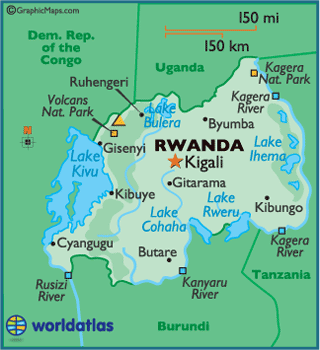 ©GraphicMaps.com
150 mi
150 km
Dem. Rep.
of the
Congo
Uganda
Kagera
Nat. Park
Ruhengeri
Volcans
Nat. Park
Lake
Bulera
Kagera
River
Byumba
Gisenyi
RWANDA
Lake
Ihema
Lake
Kivu
Kigali
Gitarama
Kibuye
Lake
Rweru
Kibungo
Lake
Cohaha
Cyangugu
Butare
Kagera
River
Rusizi
River
Kanyaru
River
Tanzania
Burundi
worldatlas